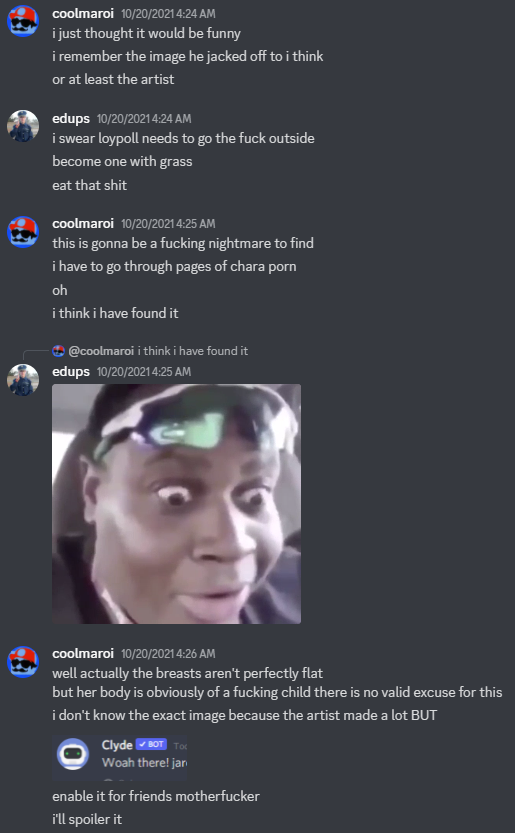 coolmaroi 10/20/2021 4:24 AM
i just thought it would be funny
i remember the image he jacked off to i think
or at least the artist
edups 10/20/2021 4:24 AM
i swear loypoll needs to go the fuck outside
become one with grass
eat that shit
coolmaroi 10/20/2021 4:25 AM
this is gonna be a fucking nightmare to find
i have to go through pages of chara porn
oh
i think i have found it
@coolmaroi i think i have found it
edups 10/20/2021 4:25 AM
coolmaroi 10/20/2021 4:26 AM
well actually the breasts aren't perfectly flat
but her body is obviously of a fucking child there is no valid excuse for this
i don't know the exact image because the artist made a lot BUT
Clyde ✓ BOT
Woah there!
enable it for friends motherfucker
i'll spoiler it